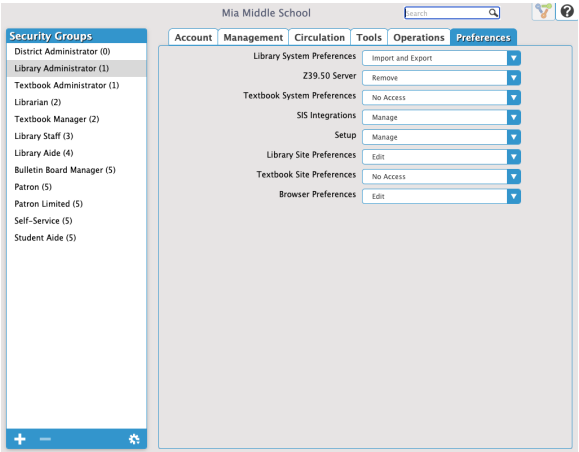 Mia Middle School
Search
?
Security Groups
District Administrator (0)
Library Administrator (1)
Textbook Administrator (1)
Librarian (2)
Textbook Manager (2)
Library Staff (3)
Library Aide (4)
Bulletin Board Manager (5)
Patron (5)
Patron Limited (5)
Self-Service (5)
Student Aide (5)
Account Management Circulation Tools Operations Preferences
Library System Preferences Import and Export
Z39.50 Server Remove
Textbook System Preferences No Access
SIS Integrations Manage
Setup Manage
Library Site Preferences Edit
Textbook Site Preferences No Access
Browser Preferences Edit